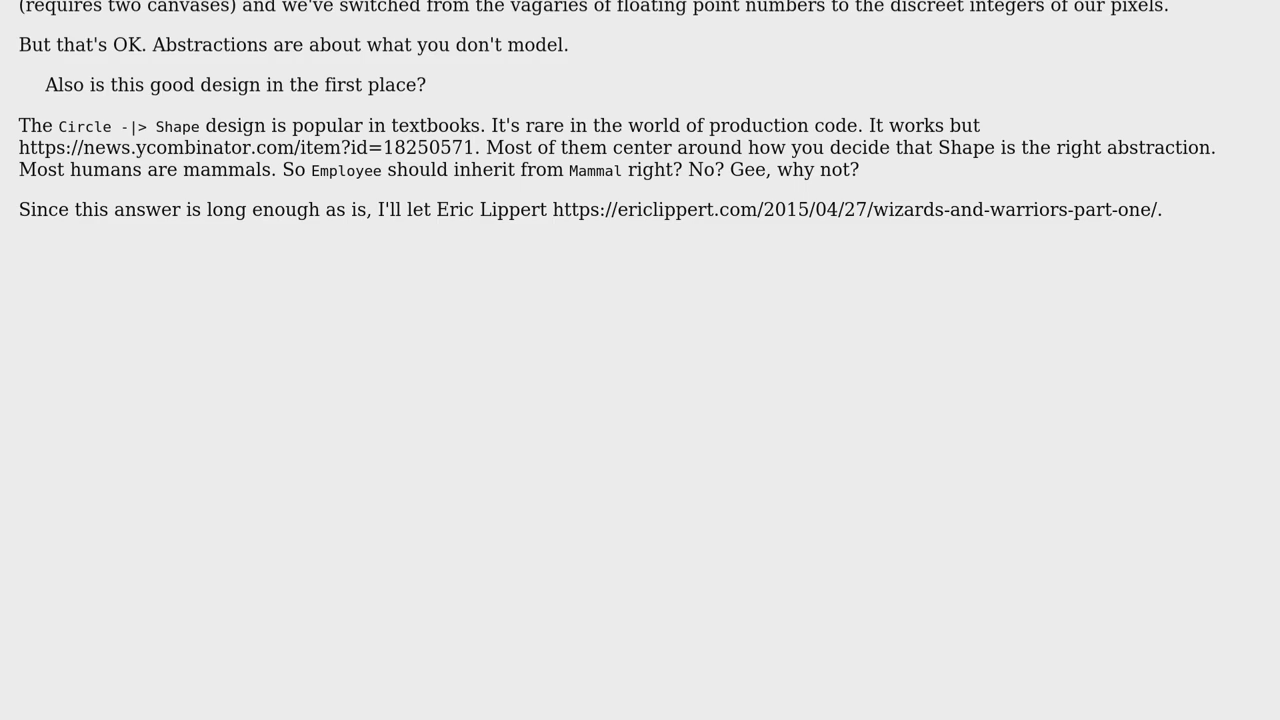 (requires two canvases) and we've switched from the vagaries of floating point numbers to the discreet integers of our pixels.
But that's OK. Abstractions are about what you don't model.
Also is this good design in the first place?
The Circle -|> Shape design is popular in textbooks. It's rare in the world of production code. It works but
https://news.ycombinator.com/item?id=18250571. Most of them center around how you decide that Shape is the right abstraction.
Most humans are mammals. So Employee should inherit from Mammal right? No? Gee, why not?
Since this answer is long enough as is, I'll let Eric Lippert https://ericlippert.com/2015/04/27/wizards-and-warriors-part-one/.